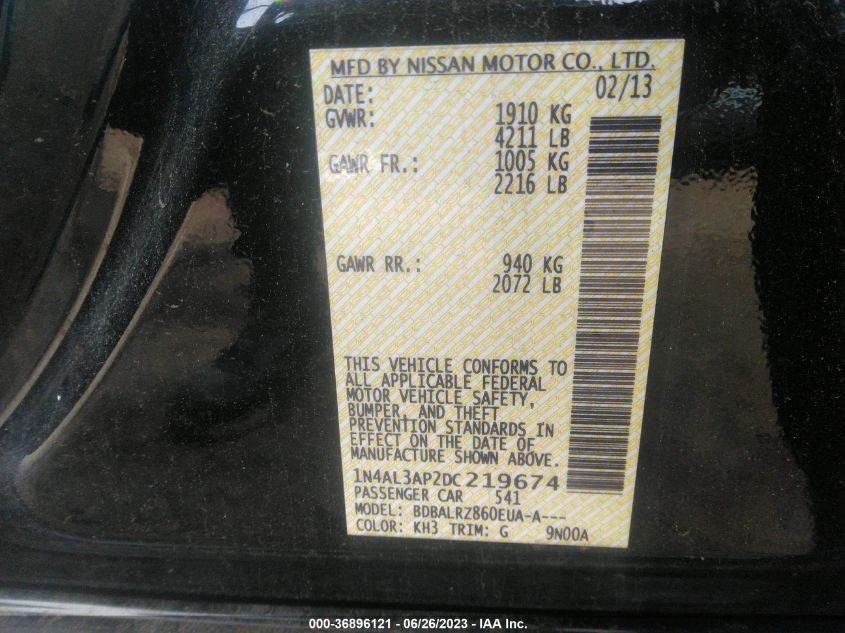 MFD BY NISSAN MOTOR CO., LTD.
DATE: 02/13
GVWR: 1910 KG
4211 LB
GAWR FR.: 1005 KG
2216 LB
GAWR RR.: 940 KG
2072 LB
THIS VEHICLE CONFORMS TO
ALL APPLICABLE FEDERAL
MOTOR VEHICLE SAFETY,
BUMPER, AND THEFT
PREVENTION STANDARDS IN
EFFECT ON THE DATE OF
MANUFACTURE SHOWN ABOVE.
1N4AL3AP2DC219674
PASSENGER CAR 541
MODEL: BDBALRZ860EUA-A---
COLOR: KH3 TRIM: G 9N00A
000-36896121 - 06/26/2023 - IAA Inc.